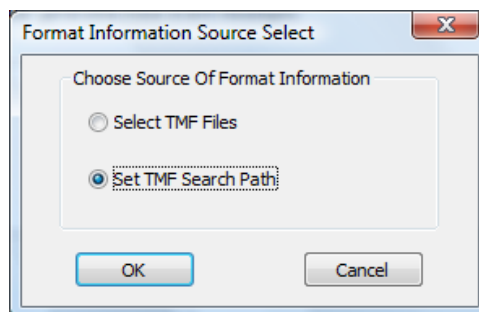 Format Information Source Select
Choose Source Of Format Information
Select TMF Files
Set TMF Search Path
OK
Cancel